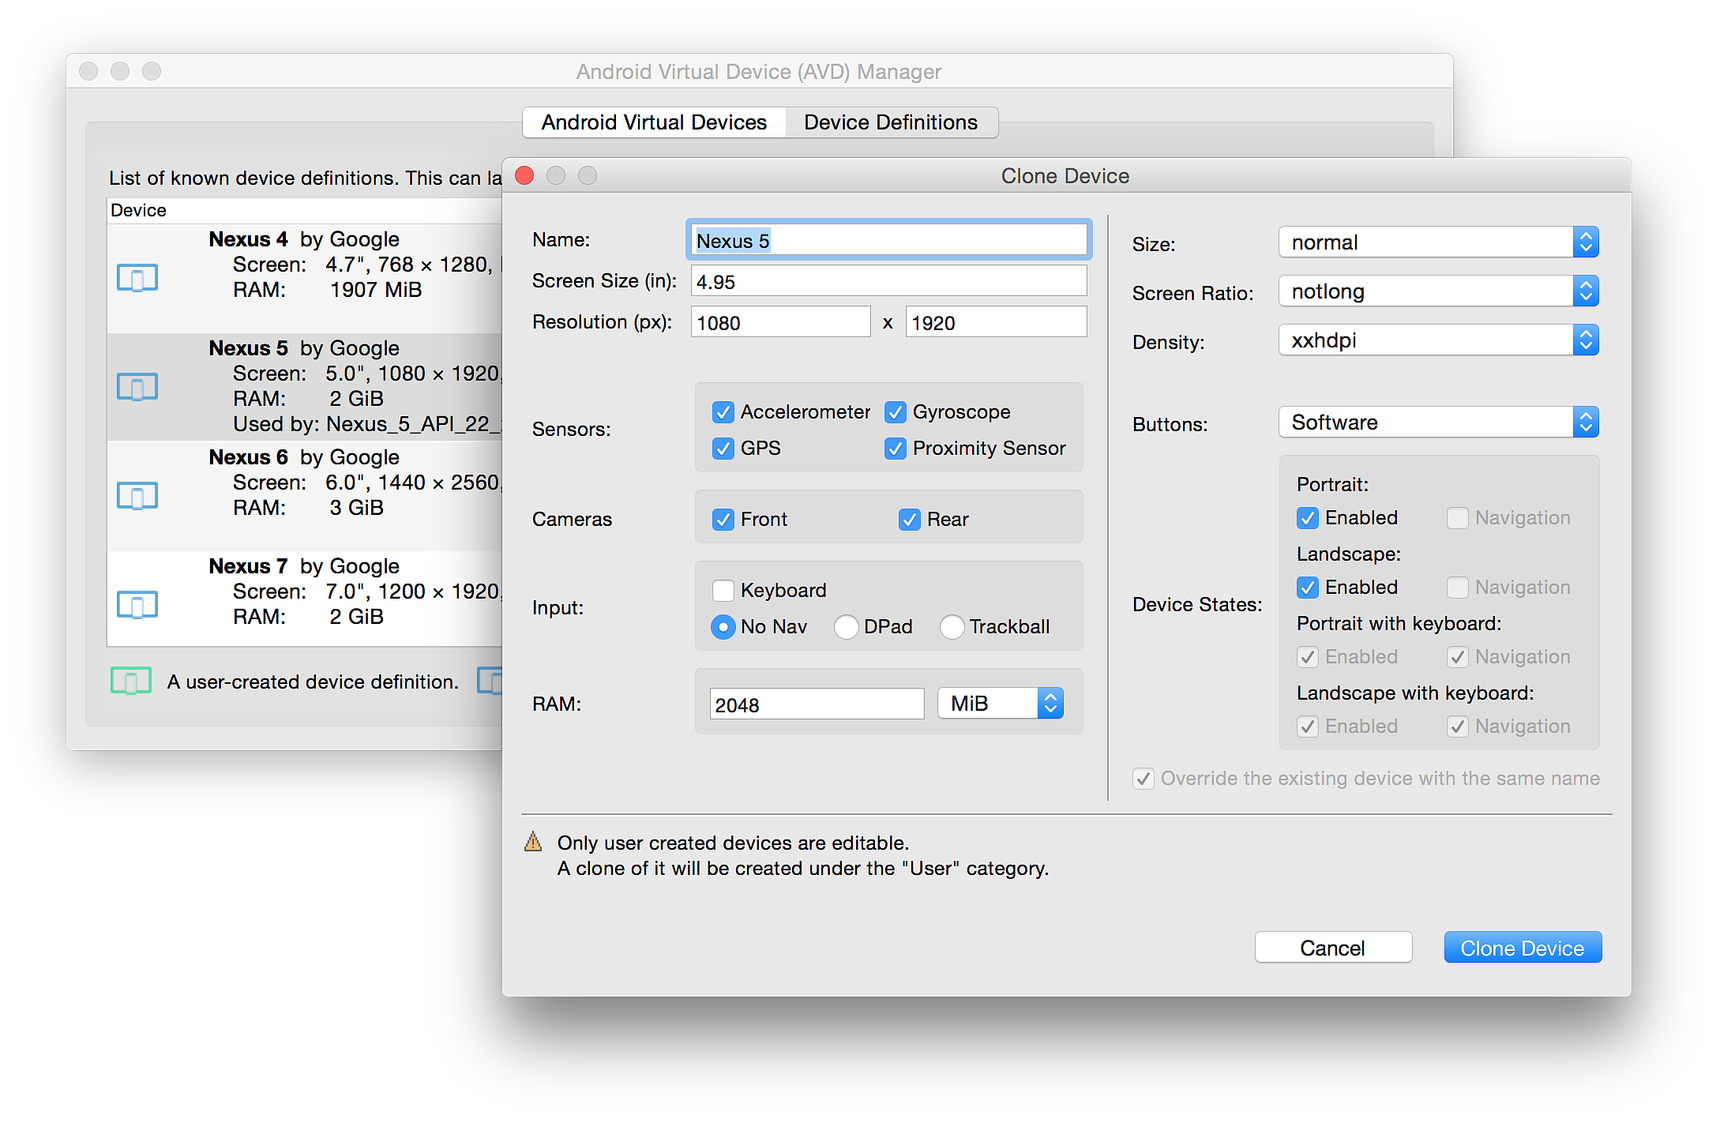 Android Virtual Device (AVD) Manager
Android Virtual Devices
Device Definitions
List of known device definitions. This can la
Device
Nexus 4 by Google
Screen: 4.7", 768 × 1280,
RAM: 1907 MiB
Nexus 5 by Google
Screen: 5.0", 1080 × 1920,
RAM: 2 GiB
Used by: Nexus_5_API_22_
Nexus 6 by Google
Screen: 6.0", 1440 × 2560,
RAM: 3 GiB
Nexus 7 by Google
Screen: 7.0", 1200 × 1920,
RAM: 2 GiB
A user-created device definition.
Clone Device
Name: Nexus 5
Screen Size (in): 4.95
Resolution (px): 1080 x 1920
Sensors:
Accelerometer Gyroscope
GPS Proximity Sensor
Cameras
Front Rear
Input:
Keyboard
No Nav DPad Trackball
RAM: 2048 MiB
Size: normal
Screen Ratio: notlong
Density: xxhdpi
Buttons: Software
Device States:
Portrait:
Enabled Navigation
Landscape:
Enabled Navigation
Portrait with keyboard:
Enabled Navigation
Landscape with keyboard:
Enabled Navigation
Override the existing device with the same name
Only user created devices are editable.
A clone of it will be created under the "User" category.
Cancel
Clone Device